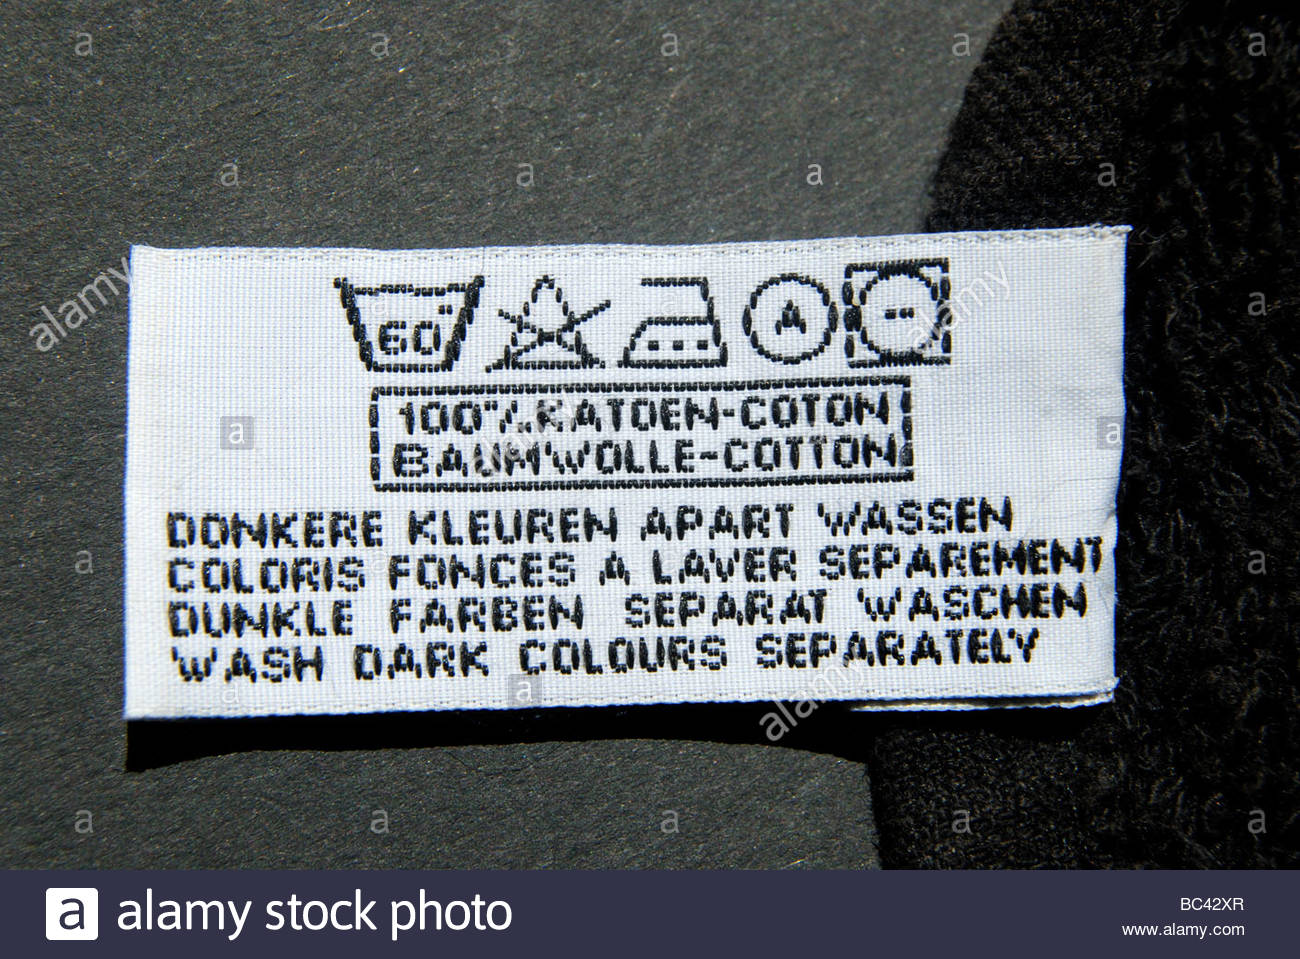 60°
A
100% KATOEN-COTON
BAUMWOLLE-COTTON
DONKERE KLEUREN APART WASSEN
COLORIS FONCES A LAVER SEPAREMENT
DUNKLE FARBEN SEPARAT WASCHEN
WASH DARK COLOURS SEPARATELY
a alamy stock photo
BC42XR
www.alamy.com